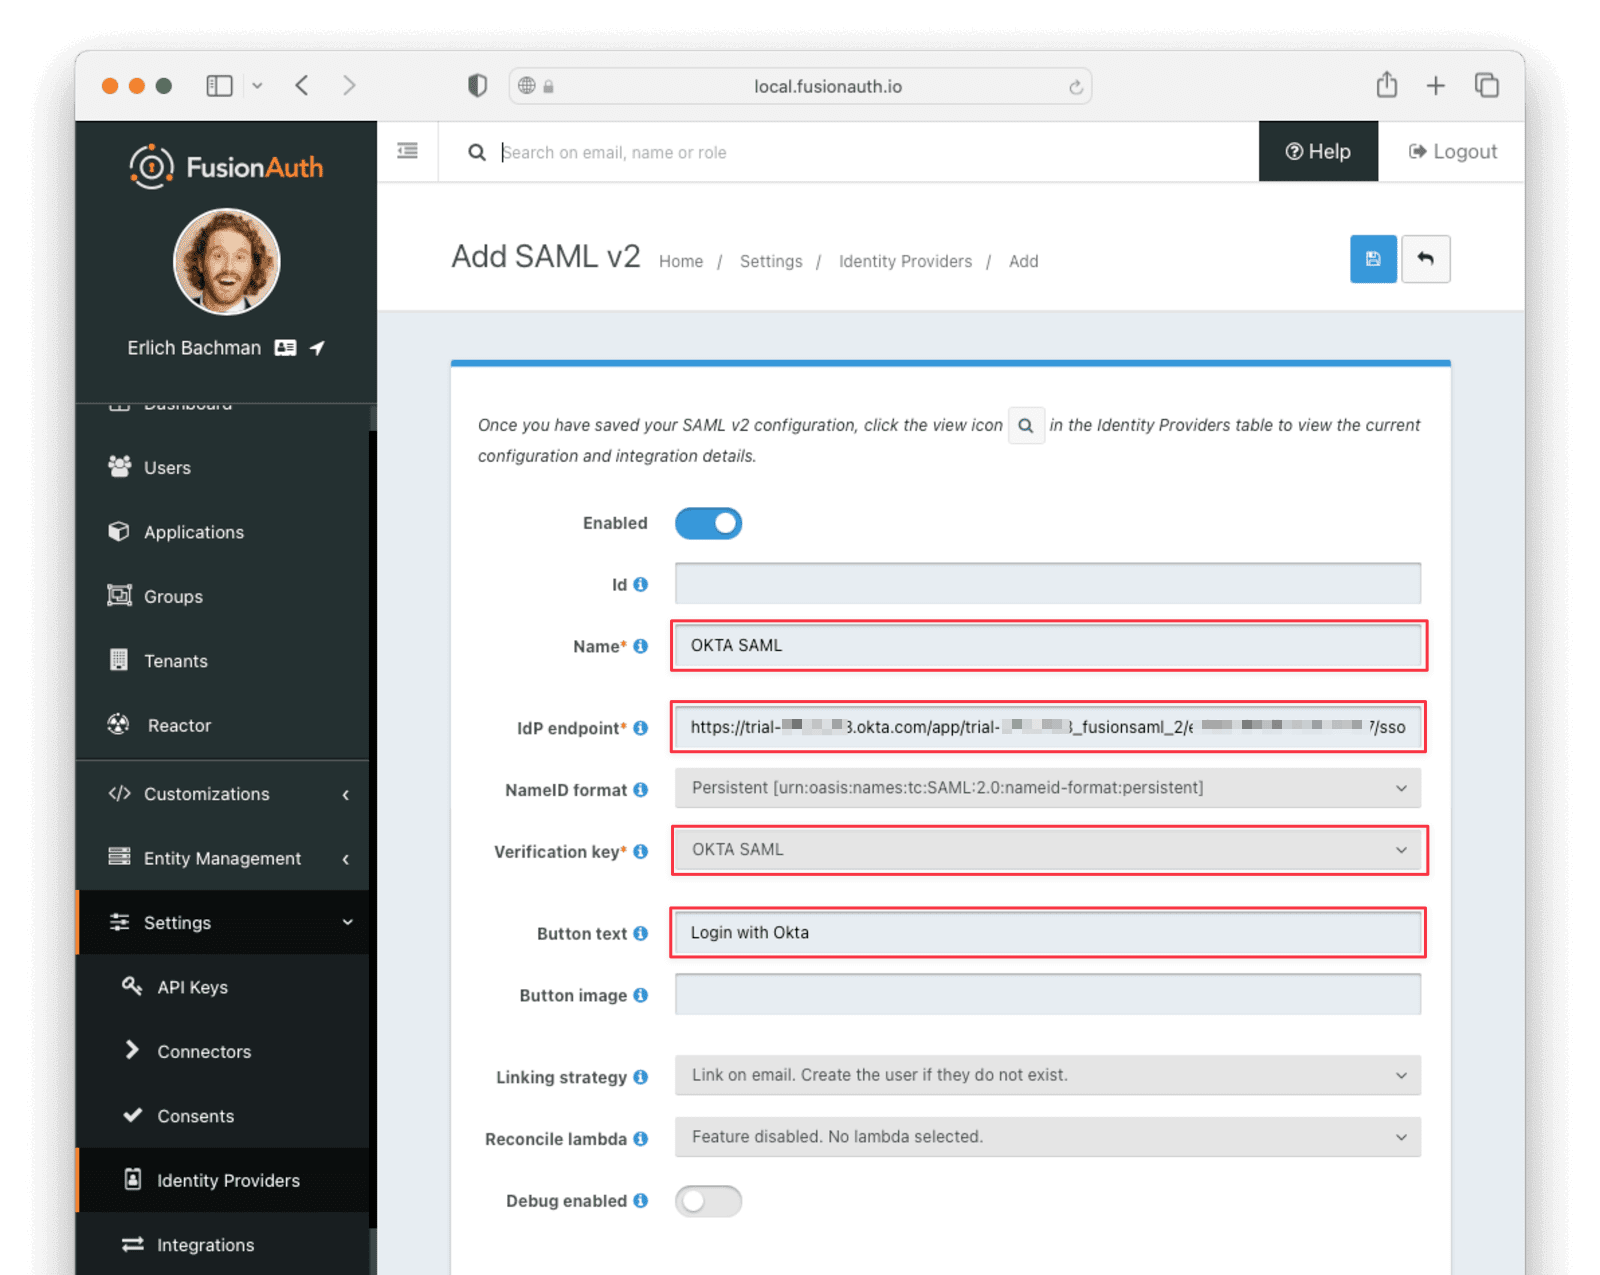 local.fusionauth.io
FusionAuth
Search on email, name or role
Help
Logout
Erlich Bachman
Add SAML v2
Home / Settings / Identity Providers / Add
Dashboard
Users
Applications
Groups
Tenants
Reactor
Customizations
Entity Management
Settings
API Keys
Connectors
Consents
Identity Providers
Integrations
Once you have saved your SAML v2 configuration, click the view icon in the Identity Providers table to view the current
configuration and integration details.
Enabled
Id
Name* OKTA SAML
IdP endpoint* https://trial- 3.okta.com/app/trial- _fusionsaml_2/e /sso
NameID format Persistent [urn:oasis:names:tc:SAML:2.0:nameid-format:persistent]
Verification key* OKTA SAML
Button text Login with Okta
Button image
Linking strategy Link on email. Create the user if they do not exist.
Reconcile lambda Feature disabled. No lambda selected.
Debug enabled